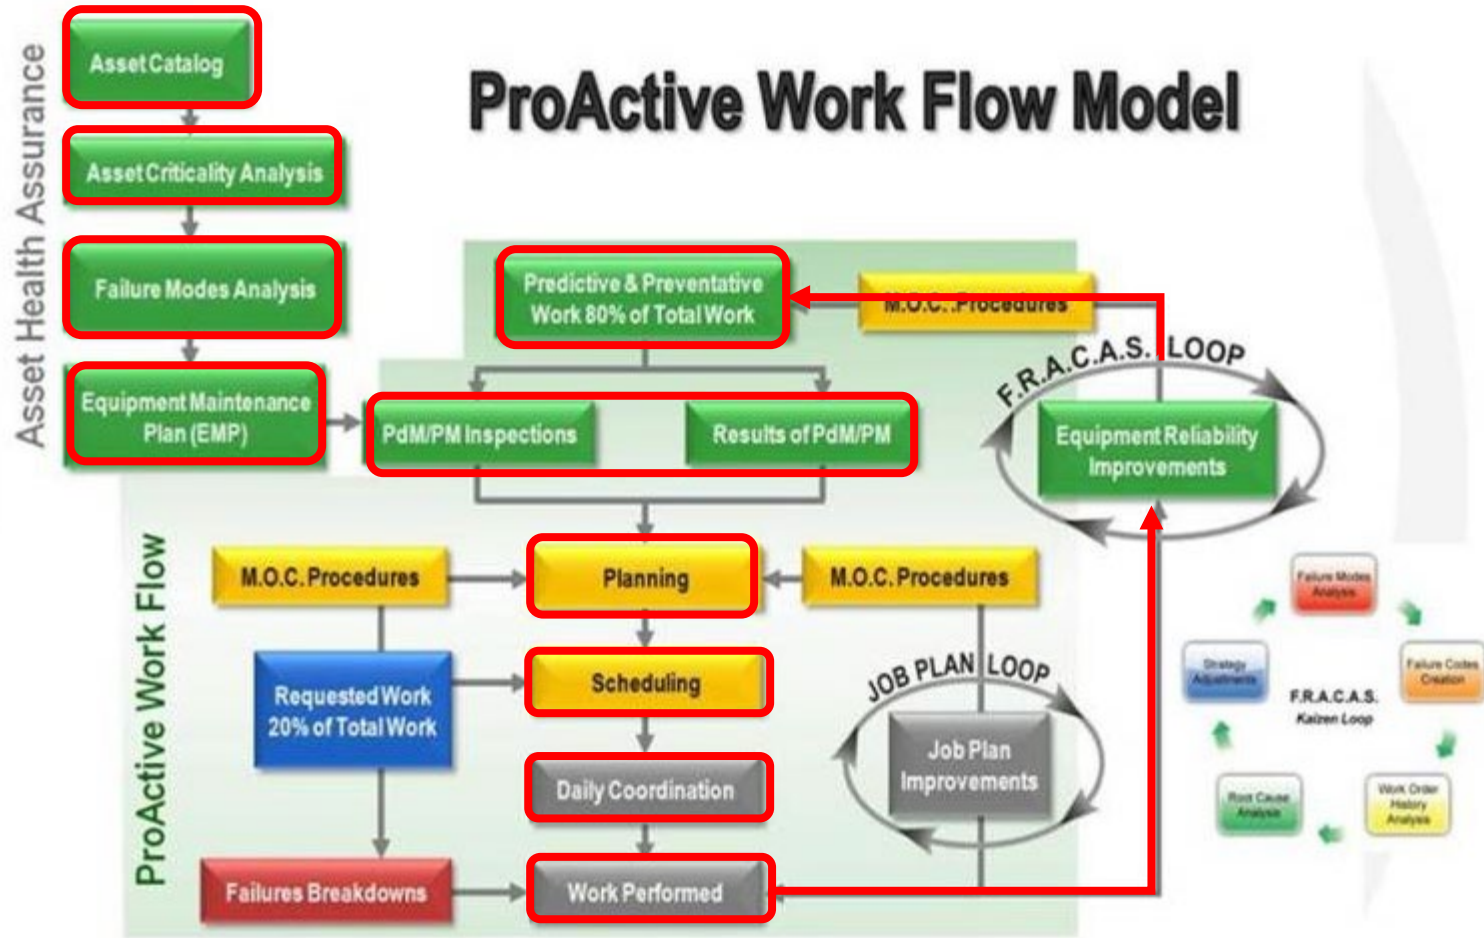 ProActive Work Flow Model
Asset Health Assurance
Asset Catalog
Asset Criticality Analysis
Failure Modes Analysis
Equipment Maintenance
Plan (EMP)
Predictive & Preventative
Work 80% of Total Work
M.O.C. .Procedures
F.R.A.C.A.S. LOOP
PdM/PM Inspections
Results of PdM/PM
Equipment Reliability
Improvements
ProActive Work Flow
M.O.C. Procedures
Planning
M.O.C. Procedures
Requested Work
20% of Total Work
Scheduling
JOB PLAN LOOP
Daily Coordination
Job Plan
Improvements
Failures Breakdowns
Work Performed
Failure Modes
Analysis
Strategy
Adjustments
Failure Codes
Creation
F.R.A.C.A.S.
Kaizen Loop
Root Cause
Analysis
Work Order
History
Analysis